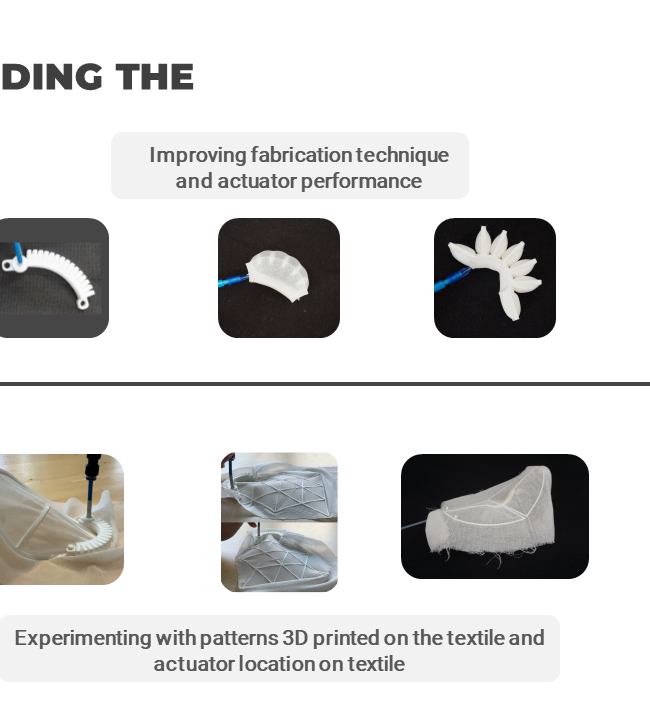 DING THE
Improving fabrication technique
and actuator performance
Experimenting with patterns 3D printed on the textile and
actuator location on textile